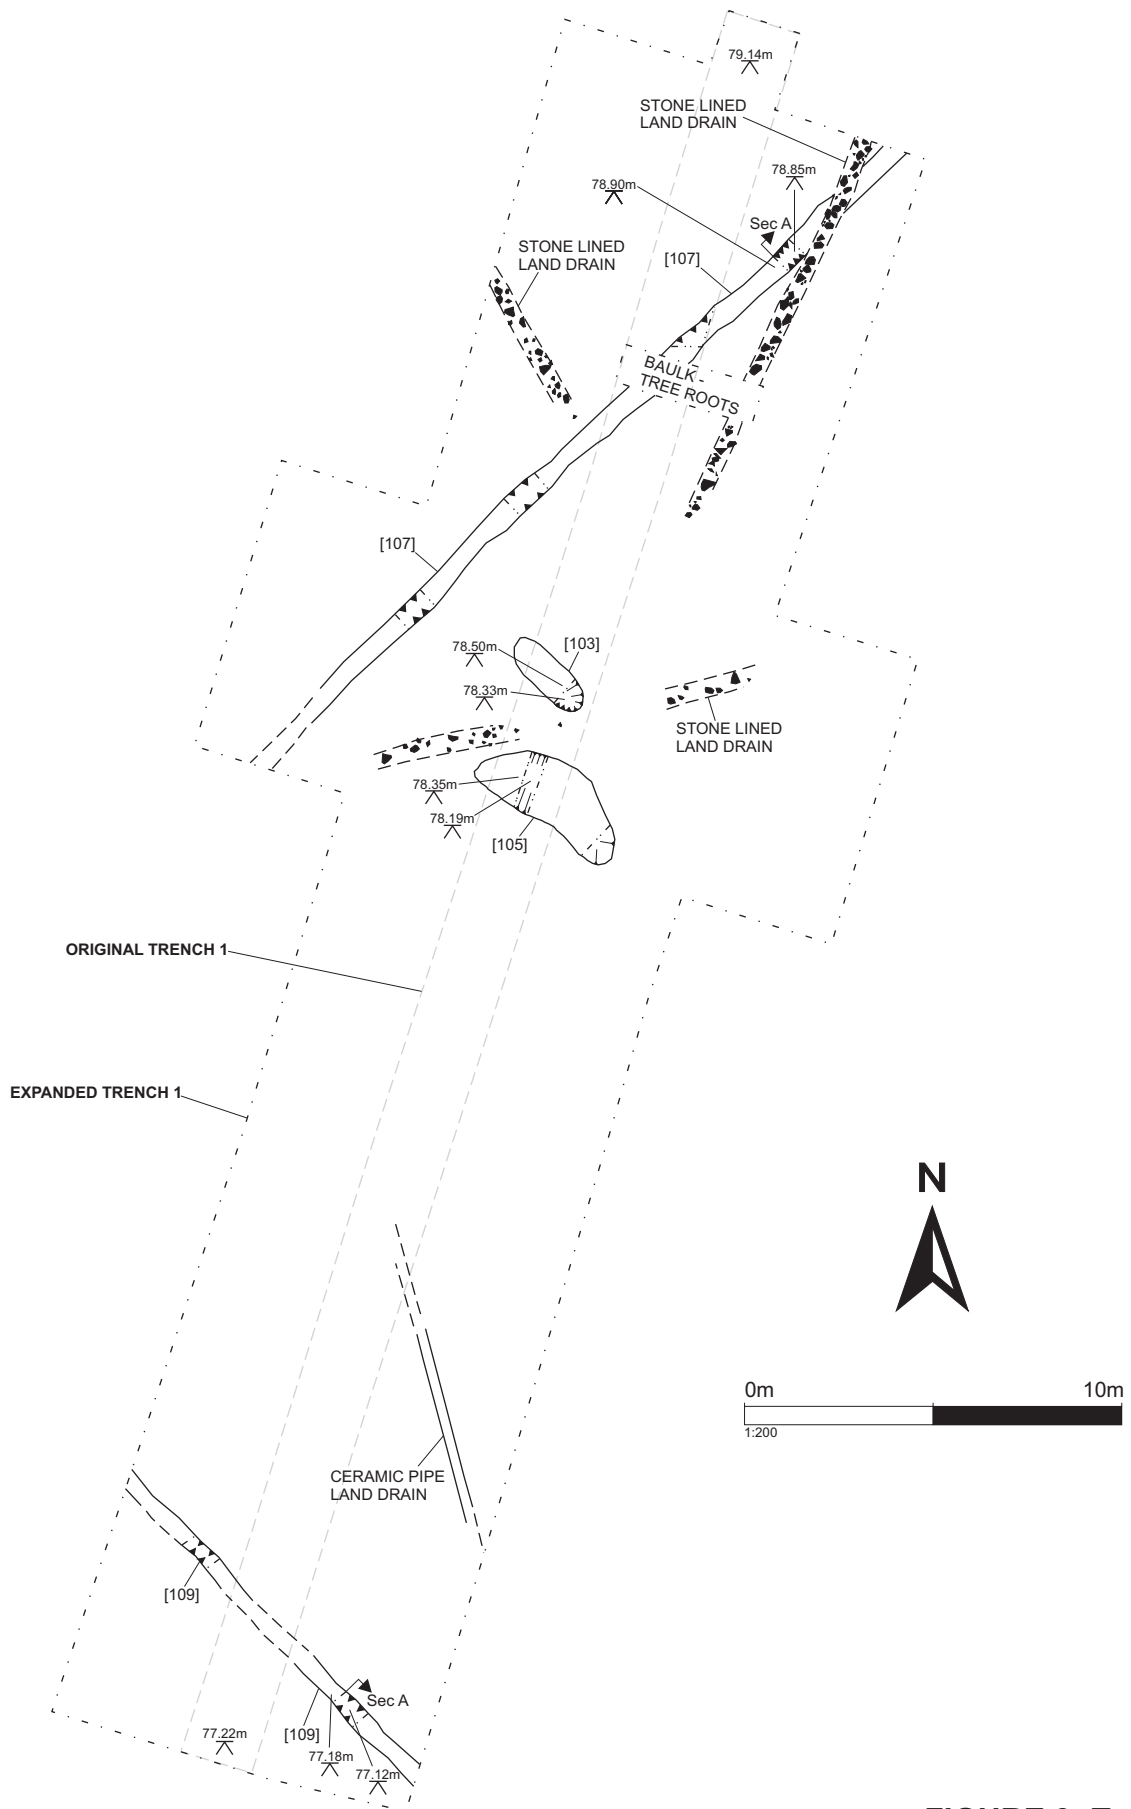 79.14m
STONE LINED
LAND DRAIN
78.85m
78.90m
Sec A
STONE LINED
LAND DRAIN
[107]
BAULK
TREE ROOTS
[107]
[103]
78.50m
78.33m
STONE LINED
LAND DRAIN
78.35m
78.19m
[105]
ORIGINAL TRENCH 1
EXPANDED TRENCH 1
N
0m 10m
1:200
CERAMIC PIPE
LAND DRAIN
[109]
Sec A
[109]
77.22m
77.18m
77.12m